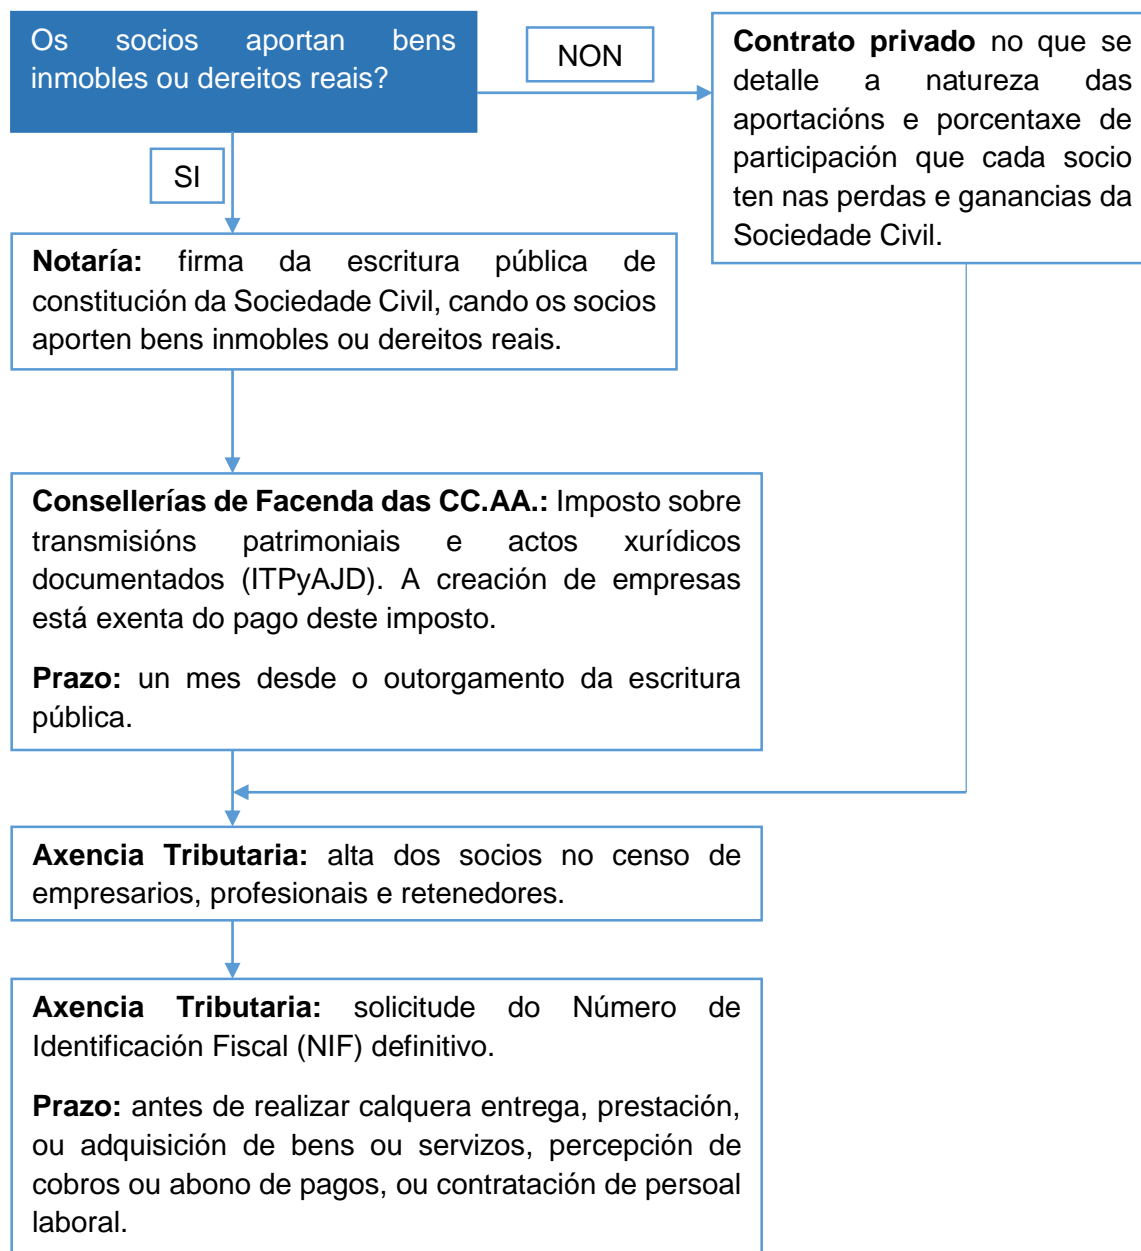 Os socios aportan bens
inmobles ou dereitos reais?
NON
Contrato privado no que se
detalle a natureza das
aportacións e porcentaxe de
participación que cada socio
ten nas perdas e ganancias da
Sociedade Civil.
SI
Notaría: firma da escritura pública de
constitución da Sociedade Civil, cando os socios
aporten bens inmobles ou dereitos reais.
Consellerías de Facenda das CC.AA.: Imposto sobre
transmisións patrimoniais e actos xurídicos
documentados (ITPyAJD). A creación de empresas
está exenta do pago deste imposto.
Prazo: un mes desde o outorgamento da escritura
pública.
Axencia Tributaria: alta dos socios no censo de
empresarios, profesionais e retenedores.
Axencia Tributaria: solicitude do Número de
Identificación Fiscal (NIF) definitivo.
Prazo: antes de realizar calquera entrega, prestación,
ou adquisición de bens ou servizos, percepción de
cobros ou abono de pagos, ou contratación de persoal
laboral.